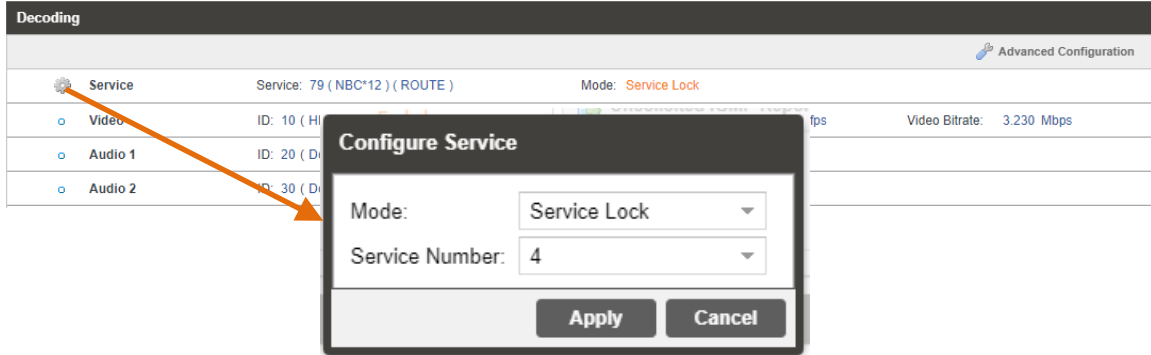 Decoding
Advanced Configuration
Service Service: 79 ( NBC*12 ) ( ROUTE ) Mode: Service Lock
Video ID: 10 ( fps Video Bitrate: 3.230 Mbps
Audio 1 ID: 20 (
Audio 2 ID: 30 (
Configure Service
Mode: Service Lock
Service Number: 4
Apply Cancel